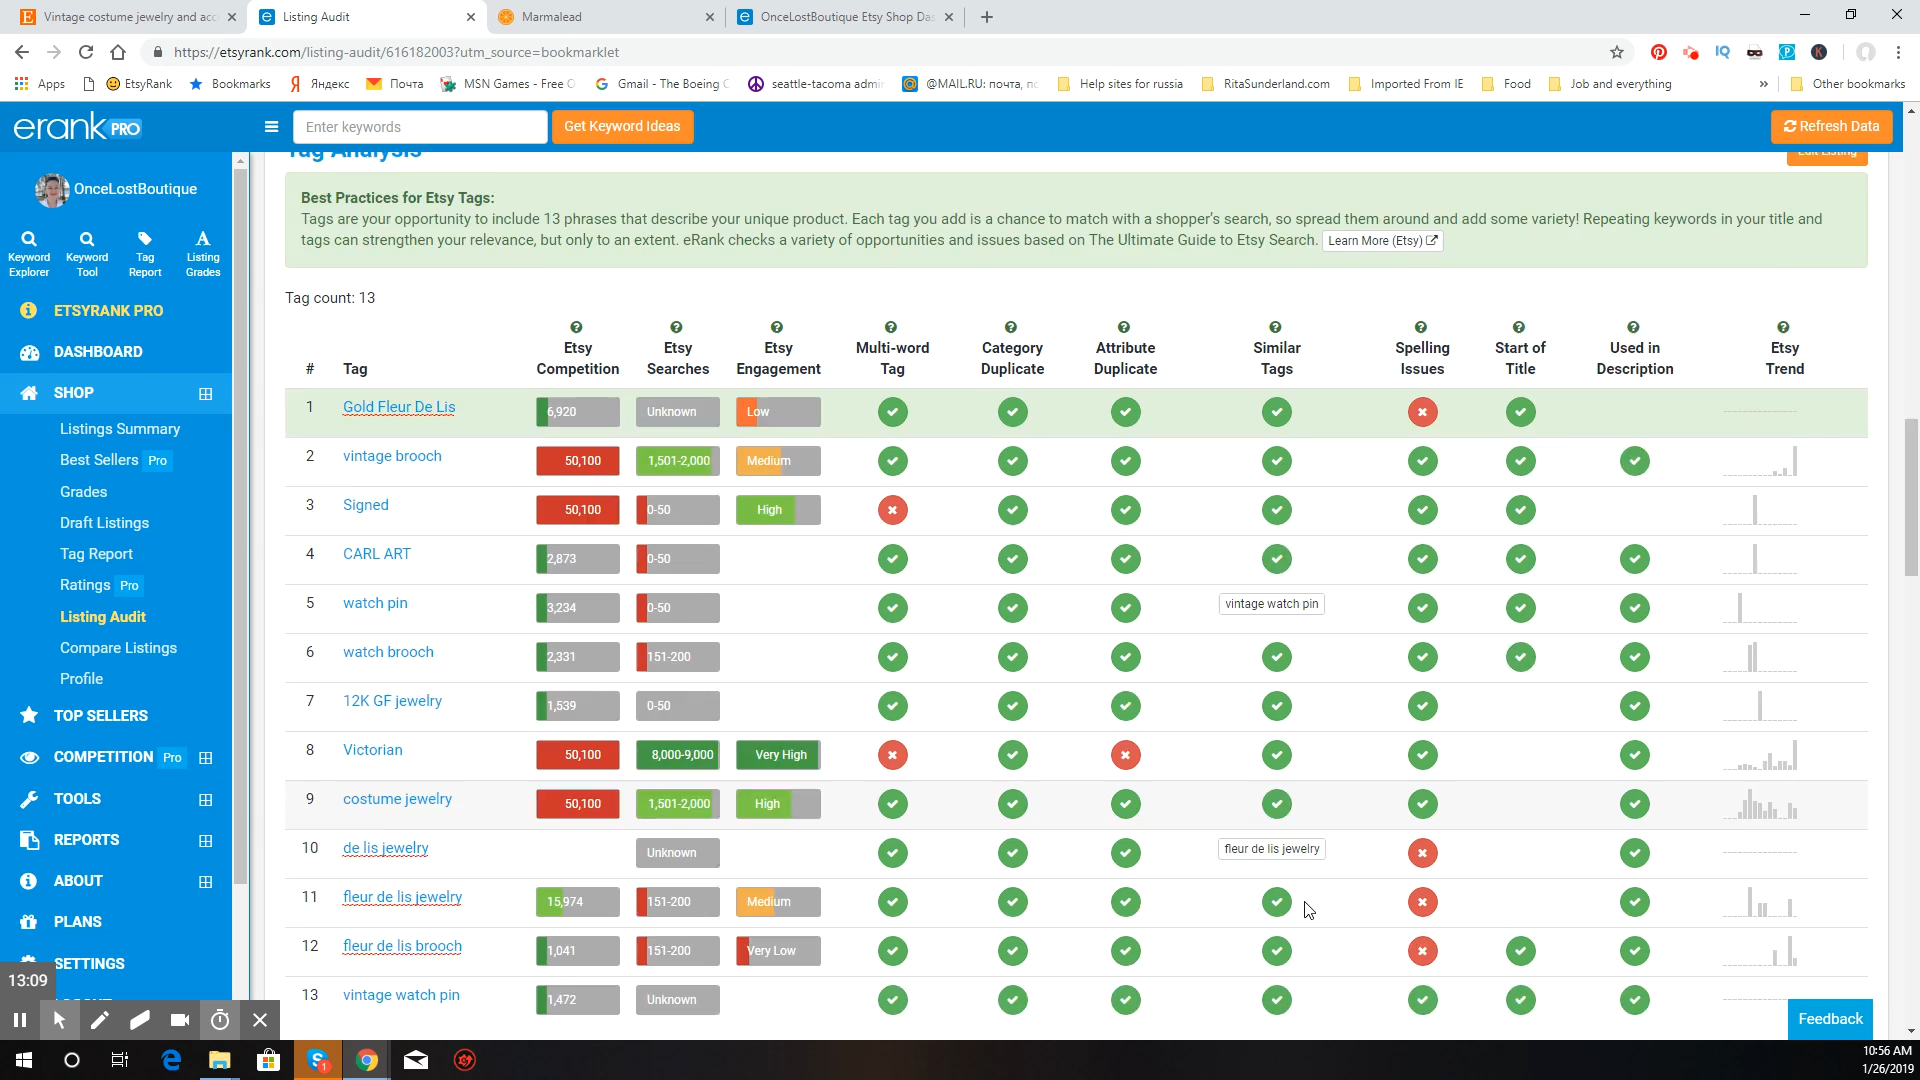 Vintage costume jewelry and acc
Listing Audit
Marmalead
OnceLostBoutique Etsy Shop Das
https://etsyrank.com/listing-audit/616182003?utm_source=bookmarklet
Apps
EtsyRank
Bookmarks
Яндекс
Почта
MSN Games - Free O
Gmail - The Boeing C
seattle-tacoma admin
@MAIL.RU: почта, по
Help sites for russia
RitaSunderland.com
Imported From IE
Food
Job and everything
Other bookmarks
erank PRO
Enter keywords
Get Keyword Ideas
Refresh Data
OnceLostBoutique
Keyword Explorer
Keyword Tool
Tag Report
Listing Grades
ETSYRANK PRO
DASHBOARD
SHOP
Listings Summary
Best Sellers Pro
Grades
Draft Listings
Tag Report
Ratings Pro
Listing Audit
Compare Listings
Profile
TOP SELLERS
COMPETITION Pro
TOOLS
REPORTS
ABOUT
PLANS
SETTINGS
13:09
Tag Analysis
Edit Listing
Best Practices for Etsy Tags:
Tags are your opportunity to include 13 phrases that describe your unique product. Each tag you add is a chance to match with a shopper's search, so spread them around and add some variety! Repeating keywords in your title and
tags can strengthen your relevance, but only to an extent. eRank checks a variety of opportunities and issues based on The Ultimate Guide to Etsy Search. Learn More (Etsy)
Tag count: 13
# Tag Etsy Competition Etsy Searches Etsy Engagement Multi-word Tag Category Duplicate Attribute Duplicate Similar Tags Spelling Issues Start of Title Used in Description Etsy Trend
1 Gold Fleur De Lis 6,920 Unknown Low
2 vintage brooch 50,100 1,501-2,000 Medium
3 Signed 50,100 0-50 High
4 CARL ART 2,873 0-50
5 watch pin 3,234 0-50 vintage watch pin
6 watch brooch 2,331 151-200
7 12K GF jewelry 1,539 0-50
8 Victorian 50,100 8,000-9,000 Very High
9 costume jewelry 50,100 1,501-2,000 High
10 de lis jewelry Unknown fleur de lis jewelry
11 fleur de lis jewelry 15,974 151-200 Medium
12 fleur de lis brooch 1,041 151-200 Very Low
13 vintage watch pin 1,472 Unknown
Feedback
10:56 AM
1/26/2019